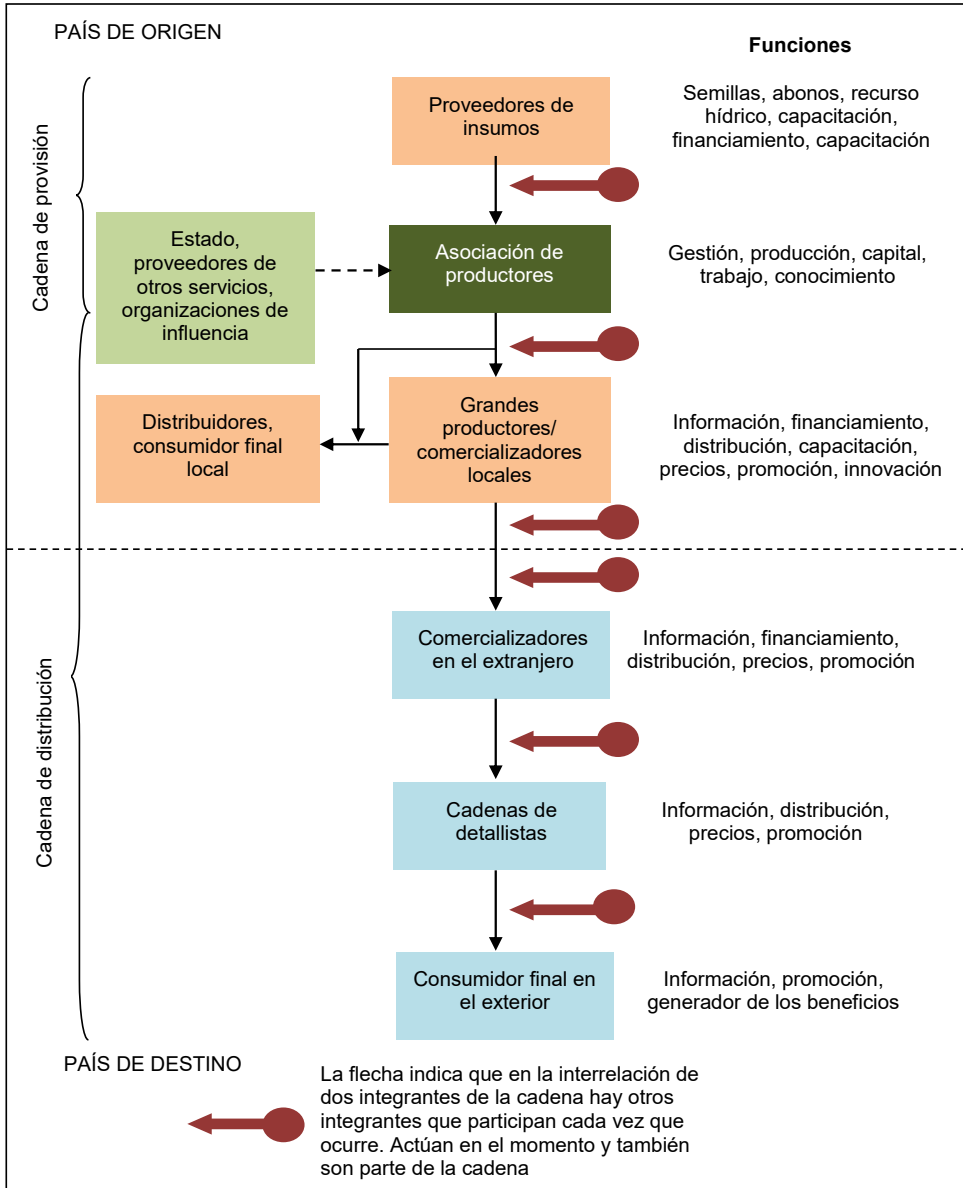 PAÍS DE ORIGEN
Funciones
Proveedores de
insumos
Semillas, abonos, recurso
hídrico, capacitación,
financiamiento, capacitación
Cadena de provisión
Estado,
proveedores de
otros servicios,
organizaciones de
influencia
Asociación de
productores
Gestión, producción, capital,
trabajo, conocimiento
Distribuidores,
consumidor final
local
Grandes
productores/
comercializadores
locales
Información, financiamiento,
distribución, capacitación,
precios, promoción, innovación
Cadena de distribución
Comercializadores
en el extranjero
Información, financiamiento,
distribución, precios, promoción
Cadenas de
detallistas
Información, distribución,
precios, promoción
Consumidor final en
el exterior
Información, promoción,
generador de los beneficios
PAÍS DE DESTINO
La flecha indica que en la interrelación de
dos integrantes de la cadena hay otros
integrantes que participan cada vez que
ocurre. Actúan en el momento y también
son parte de la cadena